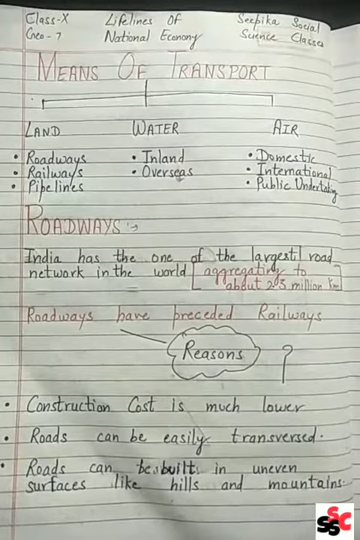 Class-X Lifelines Of Seepika Social
Geo-7 National Economy Science Classes
MEANS OF TRANSPORT
LAND WATER AIR
• Roadways • Inland • Domestic
• Railways • Overseas • International
• Pipelines • Public Undertaking
ROADWAYS :→
India has the one of the largest road
network in the world [aggregating to
about 2.3 million km]
Roadways have preceded Railways
Reasons ?
• Construction Cost is much lower
• Roads can be easily transversed.
• Roads can be built in uneven
surfaces like hills and mountains.
SSC